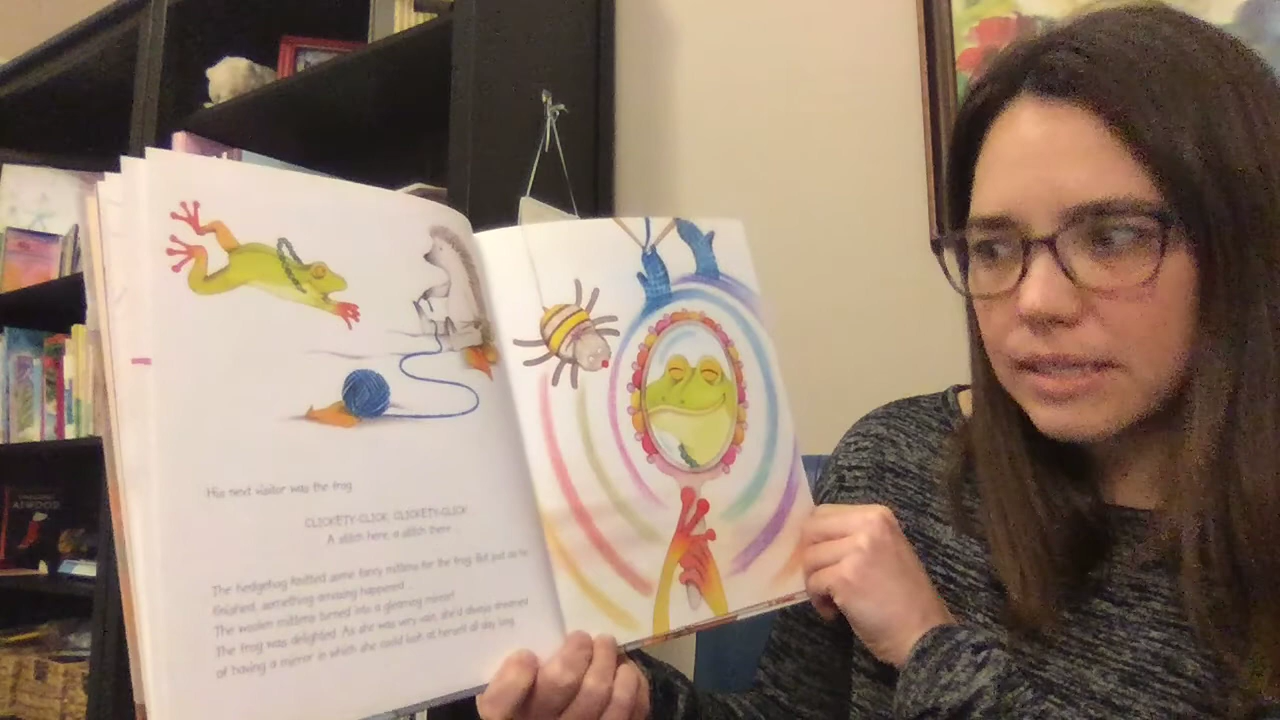 ATWOOD
His next visitor was the frog.
CLICKETY-CLICK, CLICKETY-CLICK
A stitch here, a stitch there...
The hedgehog knitted some fancy mittens for the frog. But just as he
finished, something amazing happened...
The woolen mittens turned into a gleaming mirror!
The frog was delighted. As she was very vain, she'd always dreamed
of having a mirror in which she could look at herself all day long.